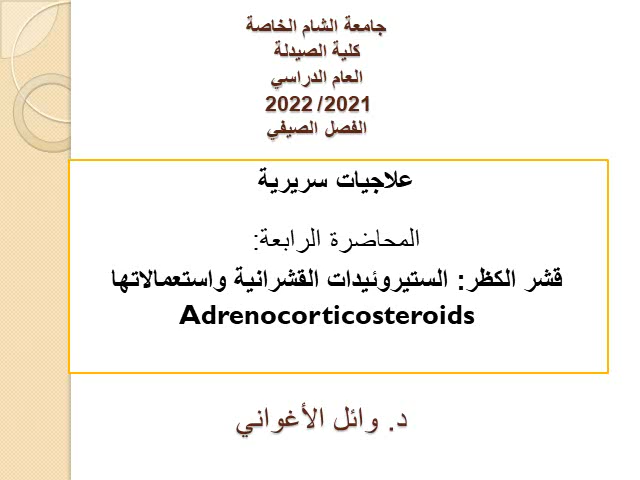 جامعة الشام الخاصة
كلية الصيدلة
العام الدراسي
2021/ 2022
الفصل الصيفي
علاجيات سريرية
المحاضرة الرابعة:
قشر الكظر: الستيروئيدات القشرانية واستعمالاتها
Adrenocorticosteroids
د. وائل الأغواني